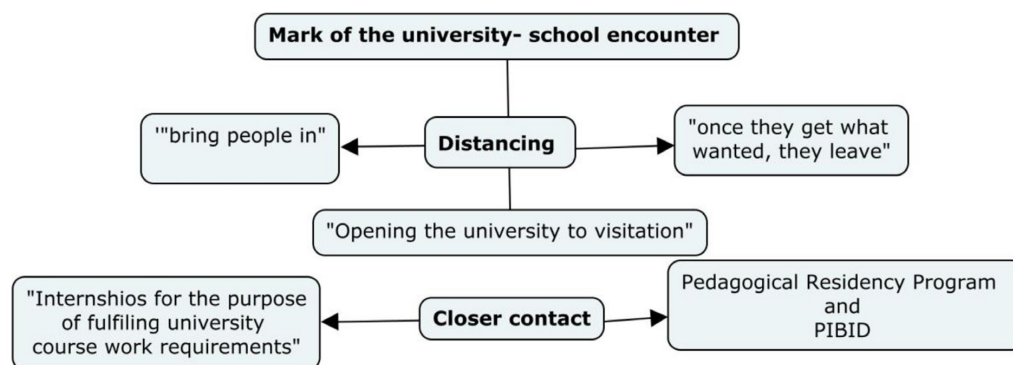 Mark of the university- school encounter
'"bring people in"
Distancing
"once they get what
wanted, they leave"
"Opening the university to visitation"
"Internshios for the purpose
of fulfiling university
course work requirements"
Closer contact
Pedagogical Residency Program
and
PIBID